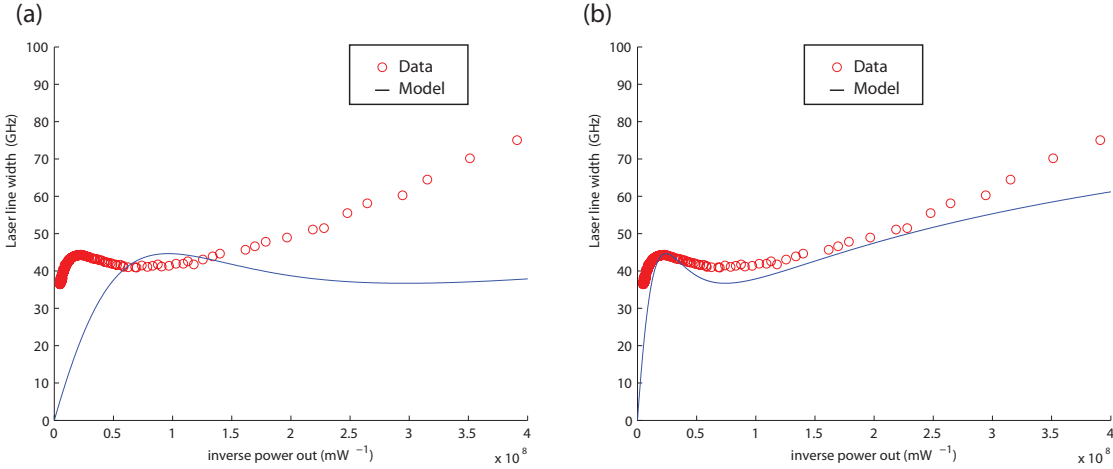 (a)
100
90
80
70
60
50
40
30
20
10
0
Laser line width (GHz)
Data
Model
0 0.5 1 1.5 2 2.5 3 3.5 4
inverse power out (mW ⁻¹)
x 10 ⁸
(b)
100
90
80
70
60
50
40
30
20
10
0
Laser line width (GHz)
Data
Model
0 0.5 1 1.5 2 2.5 3 3.5 4
inverse power out (mW ⁻¹)
x 10 ⁸